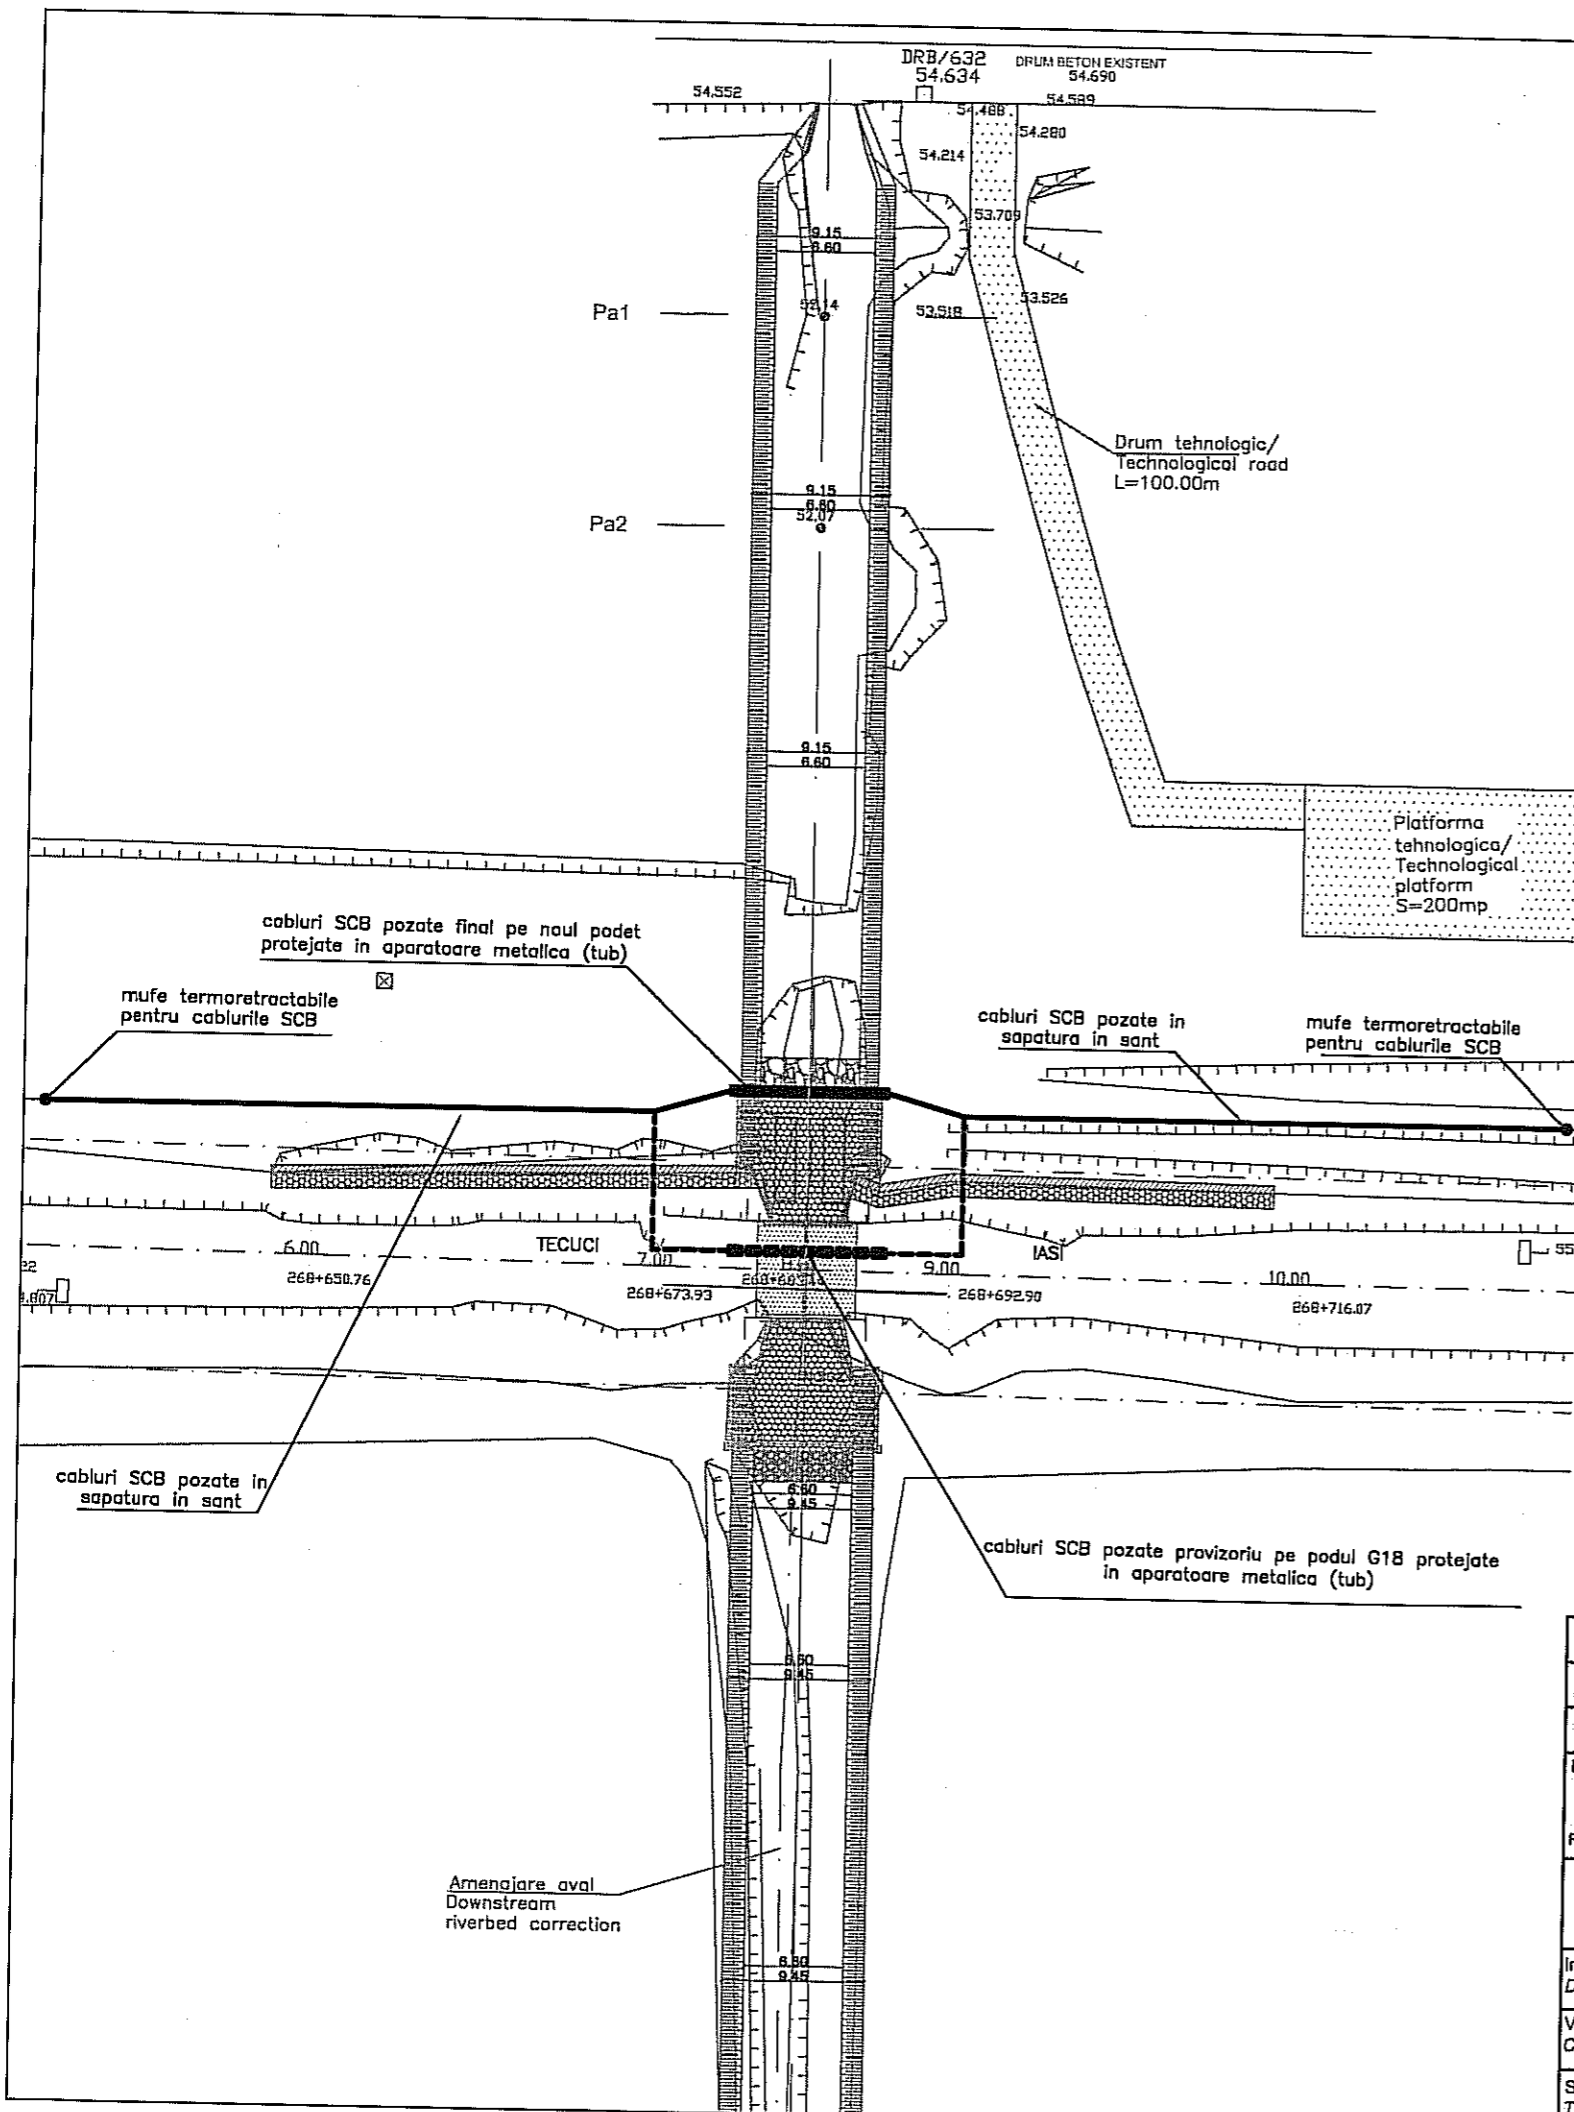 DRB/632
54.634
DRUM BETON EXISTENT
54.690
54.552
54.589
54.488
54.280
54.214
53.709
9.15
6.60
Pa1
53.526
53.518
Drum tehnologic/
Technological road
L=100.00m
9.15
6.60
52.07
Pa2
9.15
6.60
Platforma
tehnologica/
Technological
platform
S=200mp
cabluri SCB pozate final pe noul podet
protejate in aparatoare metalica (tub)
mufe termoretractabile
pentru cablurile SCB
cabluri SCB pozate in
sapatura in sant
mufe termoretractabile
pentru cablurile SCB
6.00
TECUCI
7.00
IASI
9.00
10.00
55
22
268+650.76
268+673.93
268+692.90
268+716.07
cabluri SCB pozate in
sapatura in sant
6.60
9.45
cabluri SCB pozate provizoriu pe podul G18 protejate
in aparatoare metalica (tub)
6.60
9.45
Amenajare aval
Downstream
riverbed correction
6.60
9.45